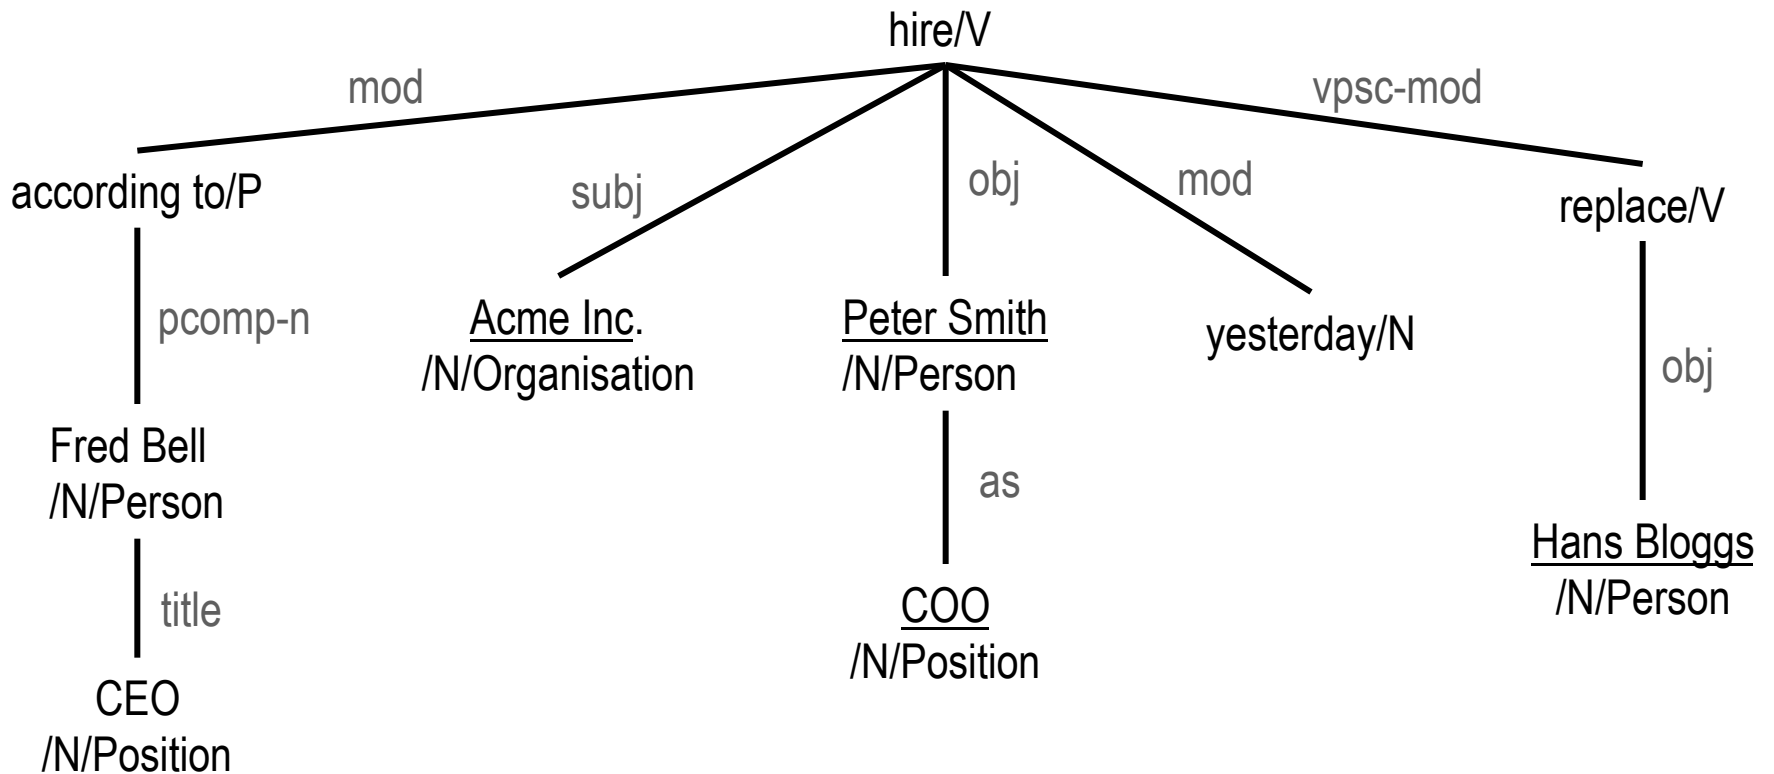 hire/V
mod
vpsc-mod
according to/P
subj
obj
mod
replace/V
pcomp-n
Acme Inc.
/N/Organisation
Peter Smith
/N/Person
yesterday/N
obj
Fred Bell
/N/Person
as
Hans Bloggs
/N/Person
title
COO
/N/Position
CEO
/N/Position